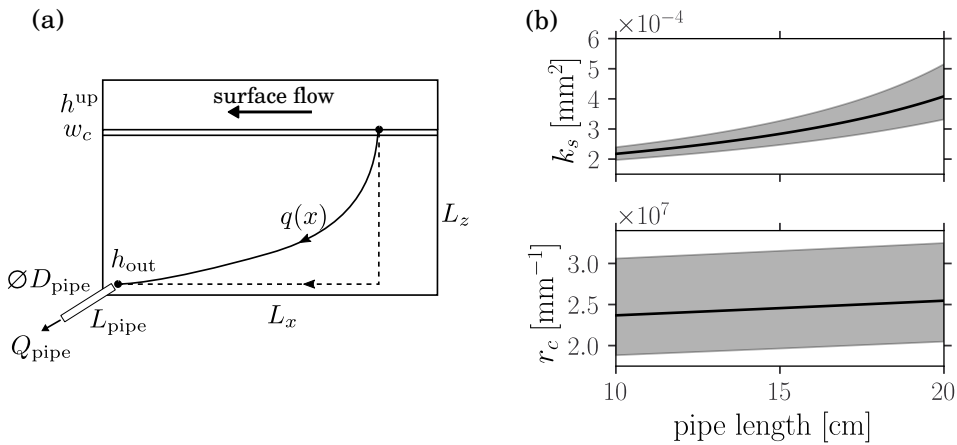 (a)
surface flow
h^up
w_c
q(x)
L_z
h_out
∅D_pipe
L_pipe
L_x
Q_pipe
(b)
×10^−4
6
5
4
3
2
k_s [mm^2]
×10^7
3.0
2.5
2.0
r_c [mm^−1]
10 15 20
pipe length [cm]